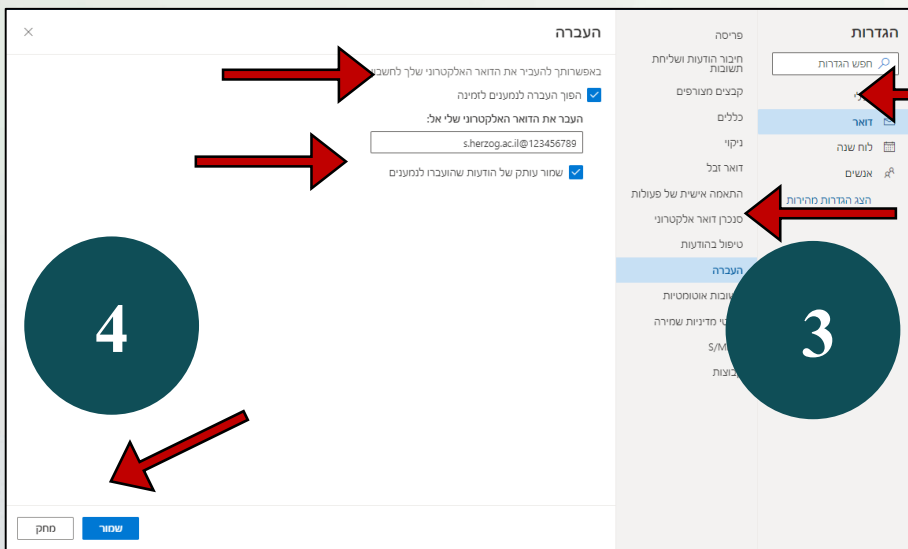 הגדרות
חפש הגדרות
דואר
לוח שנה
אנשים
הצג הגדרות מהירות
פריסה
חיבור הודעות ושליחת
תשובות
קבצים מצורפים
כללים
ניקוי
דואר זבל
התאמה אישית של פעולות
סנכרן דואר אלקטרוני
טיפול בהודעות
העברה
אוטומטיות
מדיניות שמירה
S/M
3
העברה
באפשרותך להעביר את הדואר האלקטרוני שלך
הפוך העברה לנמענים לזמינה
העבר את הדואר האלקטרוני שלי אל:
s.herzog.ac.il@123456789
שמור עותק של הודעות שהועברו לנמענים
4
שמור
מחק